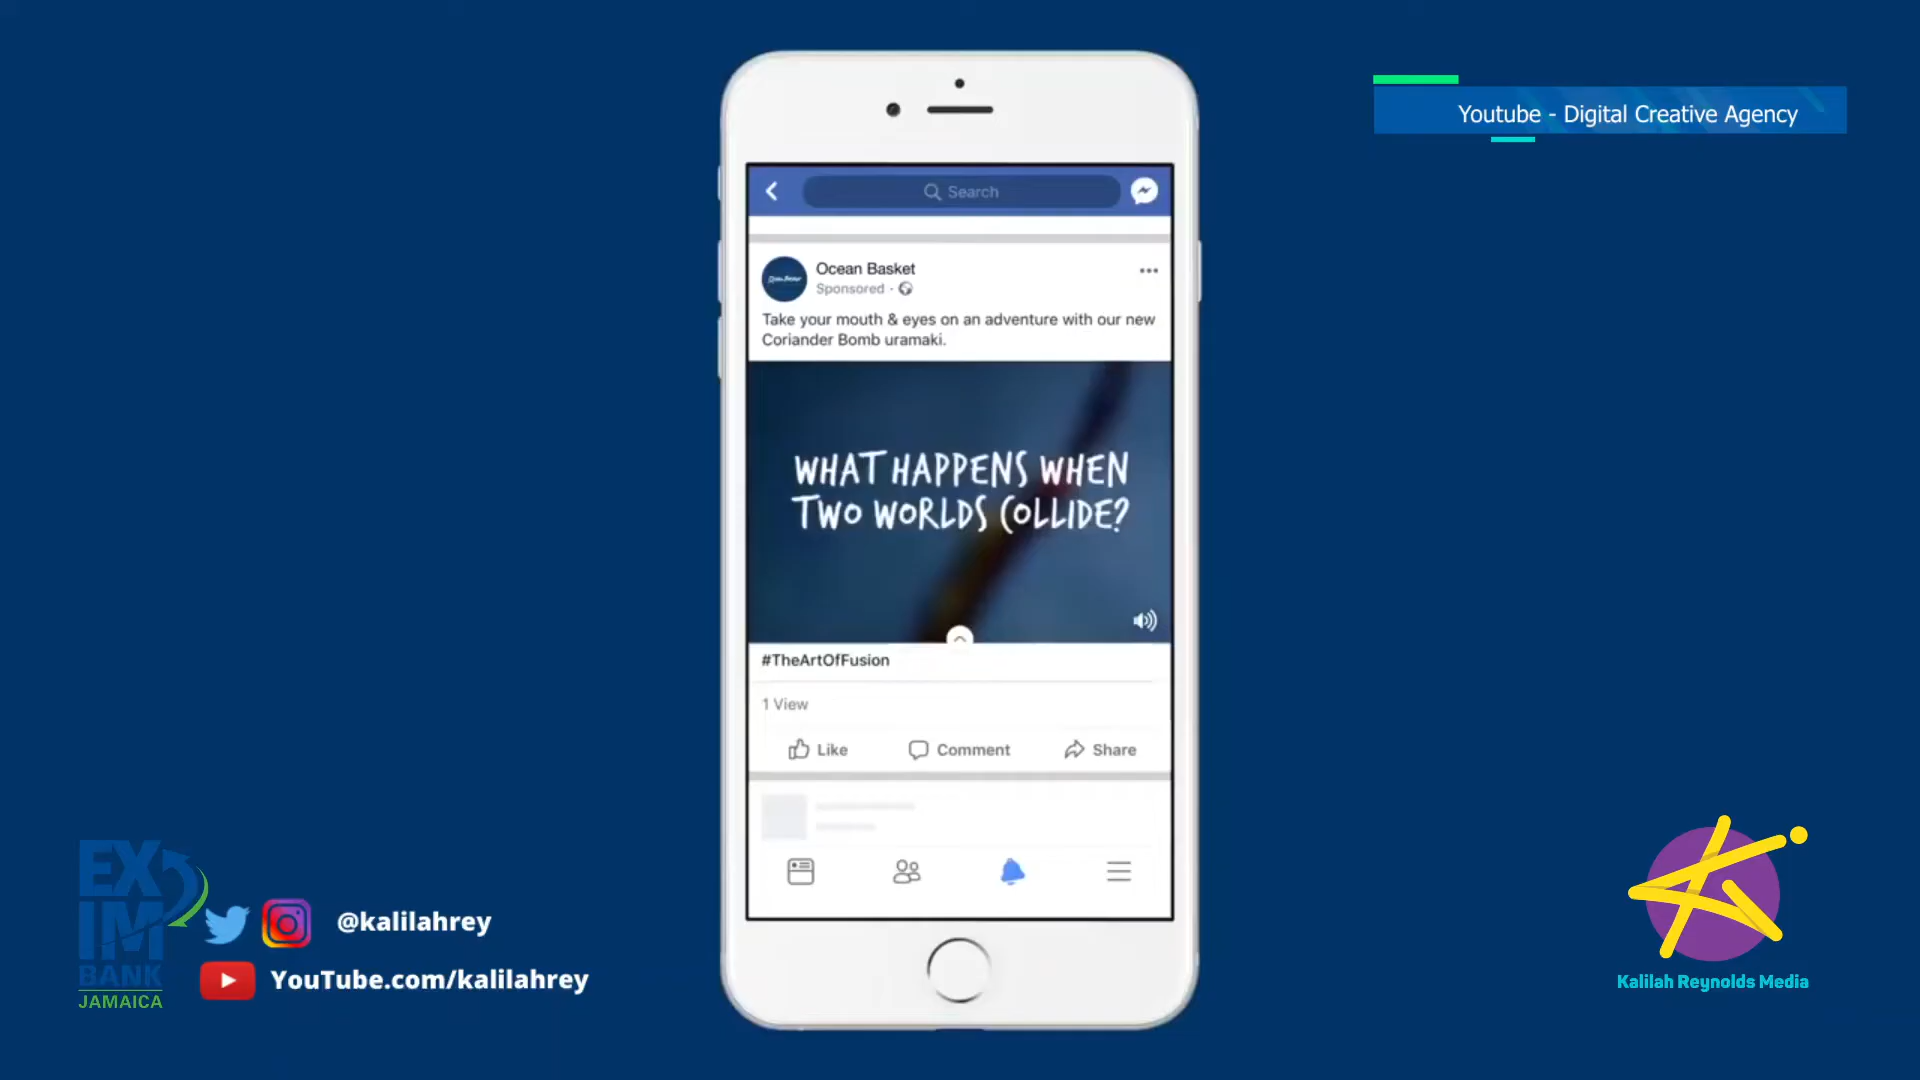 Youtube - Digital Creative Agency
Search
Ocean Basket
Sponsored ·
Take your mouth & eyes on an adventure with our new
Coriander Bomb uramaki.
WHAT HAPPENS WHEN
TWO WORLDS COLLIDE?
#TheArtOfFusion
1 View
Like
Comment
Share
EX
IM
BANK
JAMAICA
@kalilahrey
YouTube.com/kalilahrey
Kalilah Reynolds Media